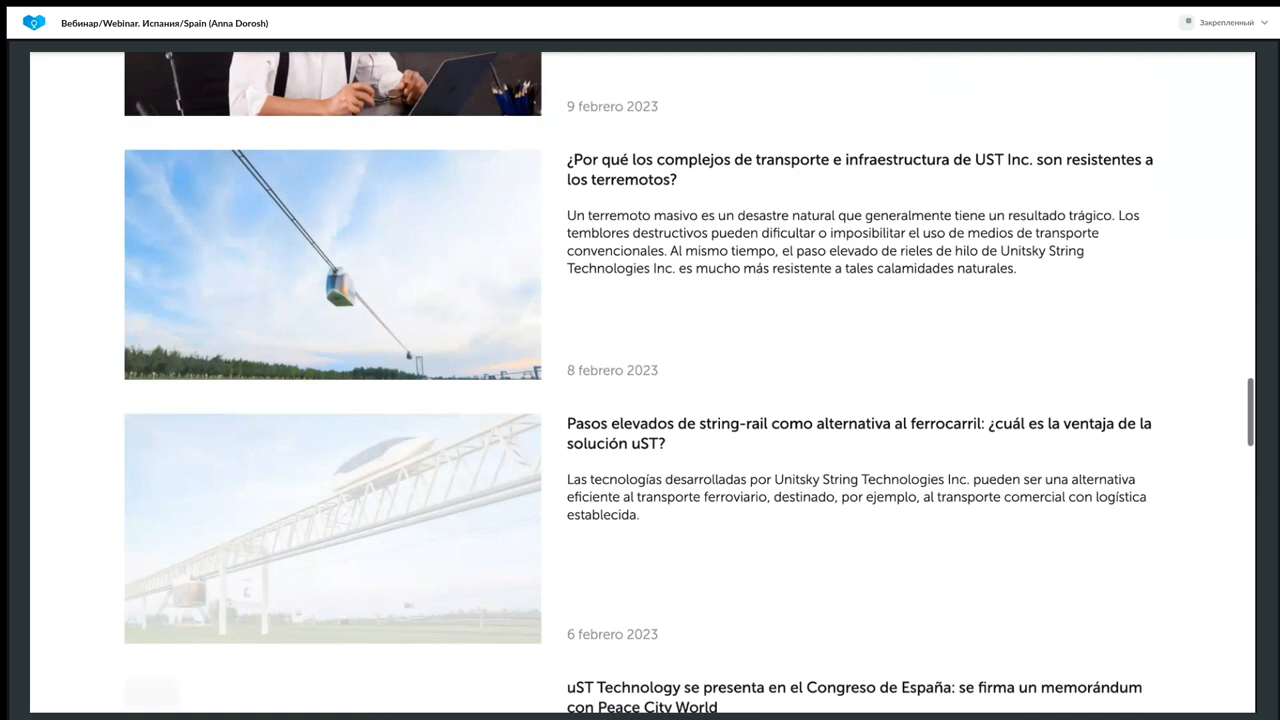 Вебинар/Webinar. Испания/Spain (Anna Dorosh)
Закрепленный
9 febrero 2023
¿Por qué los complejos de transporte e infraestructura de UST Inc. son resistentes a
los terremotos?
Un terremoto masivo es un desastre natural que generalmente tiene un resultado trágico. Los
temblores destructivos pueden dificultar o imposibilitar el uso de medios de transporte
convencionales. Al mismo tiempo, el paso elevado de rieles de hilo de Unitsky String
Technologies Inc. es mucho más resistente a tales calamidades naturales.
8 febrero 2023
Pasos elevados de string-rail como alternativa al ferrocarril: ¿cuál es la ventaja de la
solución uST?
Las tecnologías desarrolladas por Unitsky String Technologies Inc. pueden ser una alternativa
eficiente al transporte ferroviario, destinado, por ejemplo, al transporte comercial con logística
establecida.
6 febrero 2023
uST Technology se presenta en el Congreso de España: se firma un memorándum
con Peace City World